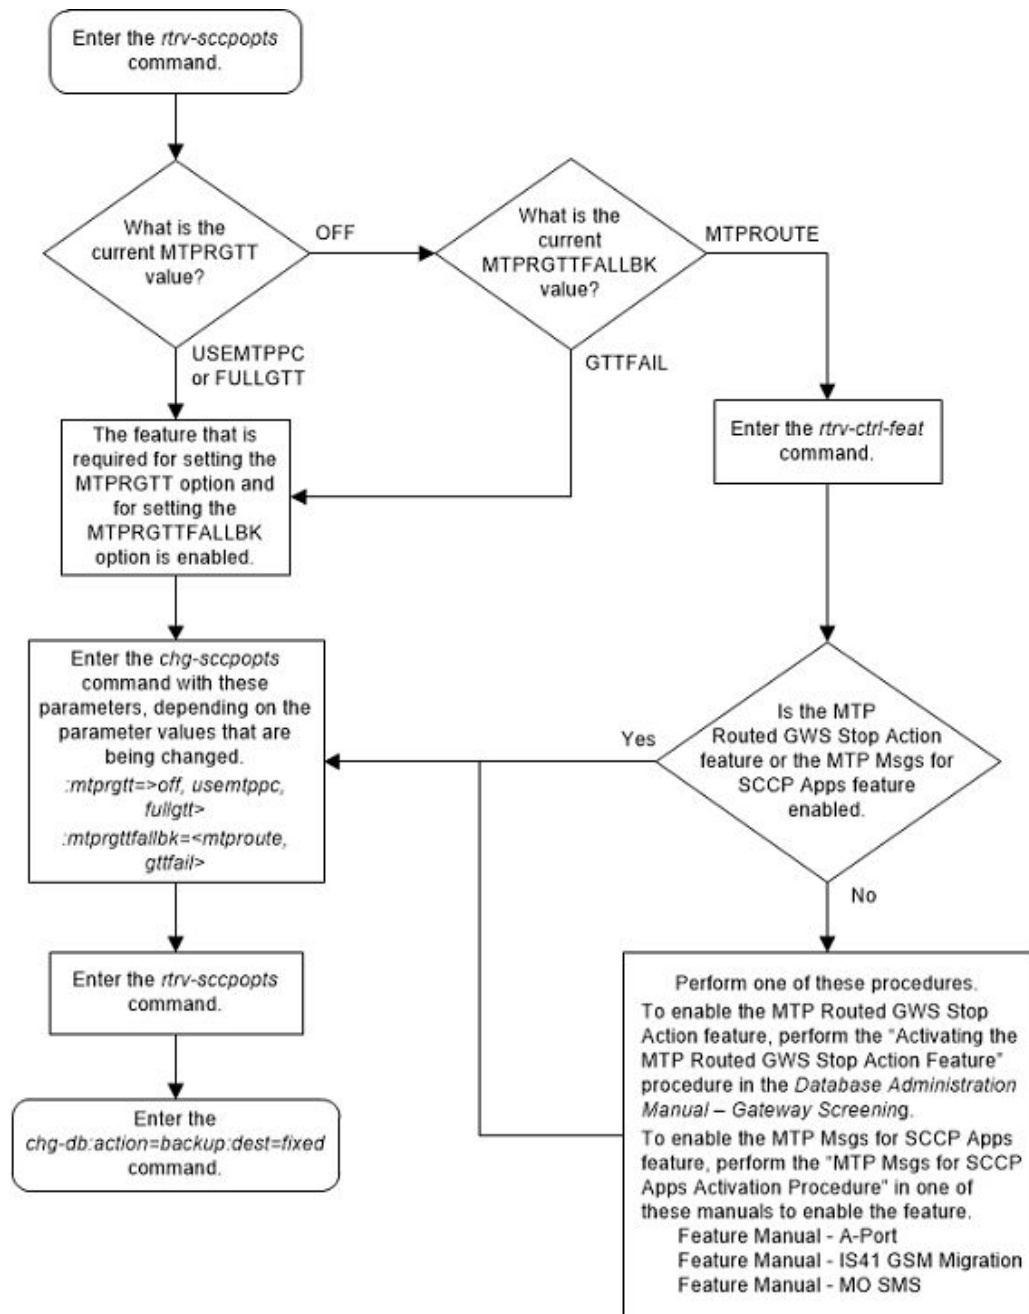 Enter the rtrv-sccpopts
command.
What is the
current MTPRGTT
value?
OFF
What is the
current
MTPRGTTFALLBK
value?
MTPROUTE
USEMTPPC
or FULLGTT
GTTFAIL
The feature that is
required for setting the
MTPRGTT option and
for setting the
MTPRGTTFALLBK
option is enabled.
Enter the rtrv-ctrl-feat
command.
Enter the chg-sccpopts
command with these
parameters, depending on the
parameter values that are
being changed.
:mtprgtt=>off, usemtppc,
fullgtt>
:mtprgttfallbk=<mtproute,
gttfail>
Yes
Is the MTP
Routed GWS Stop Action
feature or the MTP Msgs for
SCCP Apps feature
enabled.
No
Enter the rtrv-sccpopts
command.
Enter the
chg-db:action=backup:dest=fixed
command.
Perform one of these procedures.
To enable the MTP Routed GWS Stop
Action feature, perform the “Activating the
MTP Routed GWS Stop Action Feature”
procedure in the Database Administration
Manual – Gateway Screening.
To enable the MTP Msgs for SCCP Apps
feature, perform the “MTP Msgs for SCCP
Apps Activation Procedure” in one of
these manuals to enable the feature.
Feature Manual - A-Port
Feature Manual - IS41 GSM Migration
Feature Manual - MO SMS